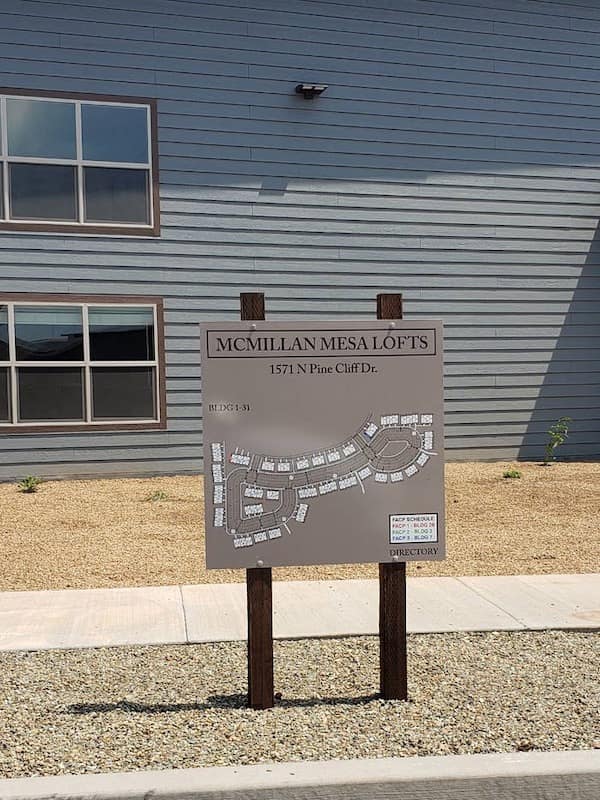 MCMILLAN MESA LOFTS
1571 N Pine Cliff Dr.
BLDG 1-31
FACP SCHEDULE
FACP 1 - BLDG 26
FACP 2 - BLDG 2
FACP 3 - BLDG 7
DIRECTORY